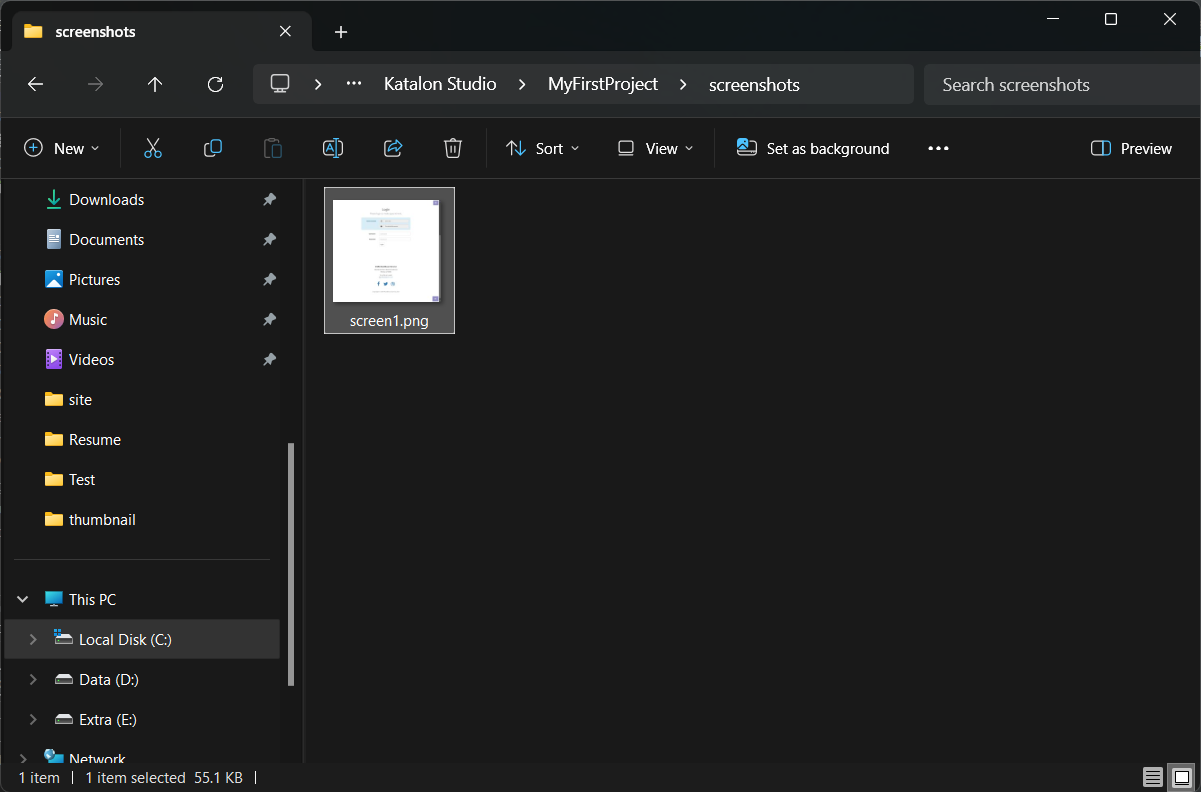 screenshots
Katalon Studio
MyFirstProject
screenshots
Search screenshots
New
Sort
View
Set as background
Preview
Downloads
Documents
Pictures
Music
Videos
site
Resume
Test
thumbnail
This PC
Local Disk (C:)
Data (D:)
Extra (E:)
Network
screen1.png
1 item
1 item selected 55.1 KB